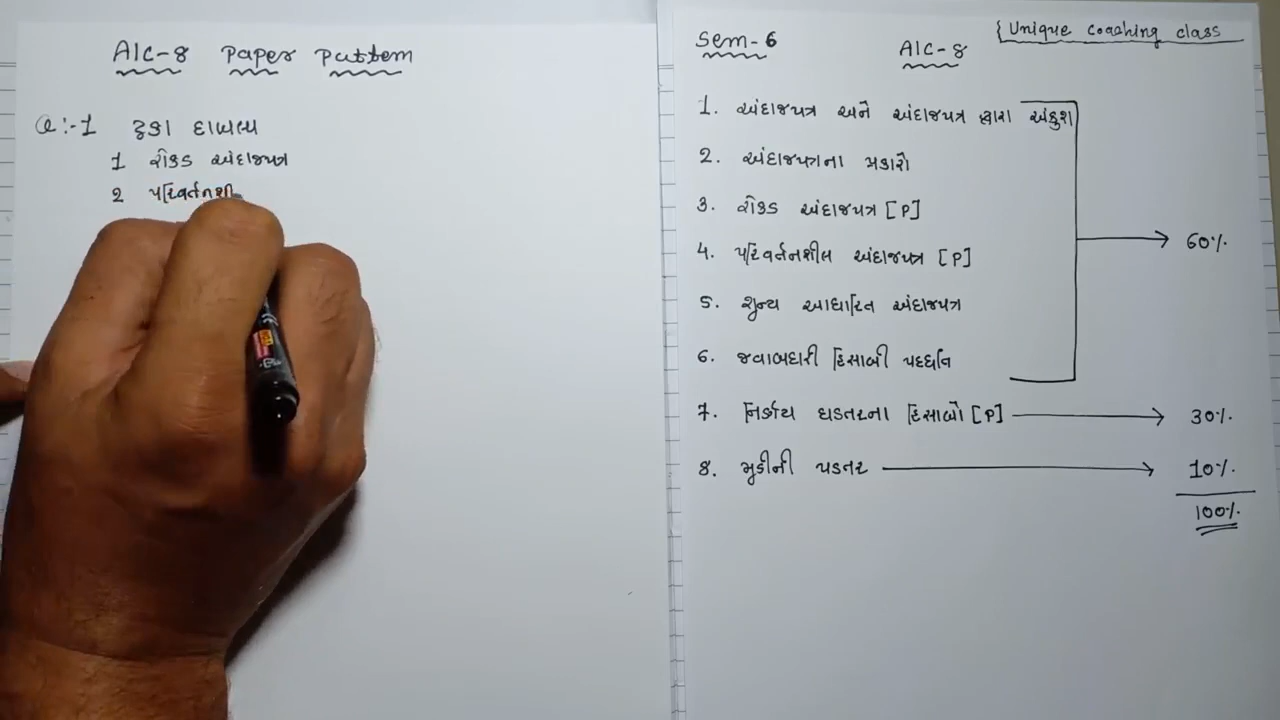 A/C-8 Paper Pattern
Q:-1 ટુંકા દાખલા
1 રોકડ અંદાજપત્ર
2 પરિવર્તનશી
{ Unique coaching class
Sem-6
A/C-8
1. અંદાજપત્ર અને અંદાજપત્ર દ્વારા અંકુશ
2. અંદાજપત્રના પ્રકારો
3. રોકડ અંદાજપત્ર [P]
4. પરિવર્તનશીલ અંદાજપત્ર [P]
5. શૂન્ય આધારિત અંદાજપત્ર
6. જવાબદારી હિસાબી પદ્ધતિ
60%
7. નિર્ણય ઘડતરના હિસાબો [P] 30%
8. મુડીની પડતર 10%
100%